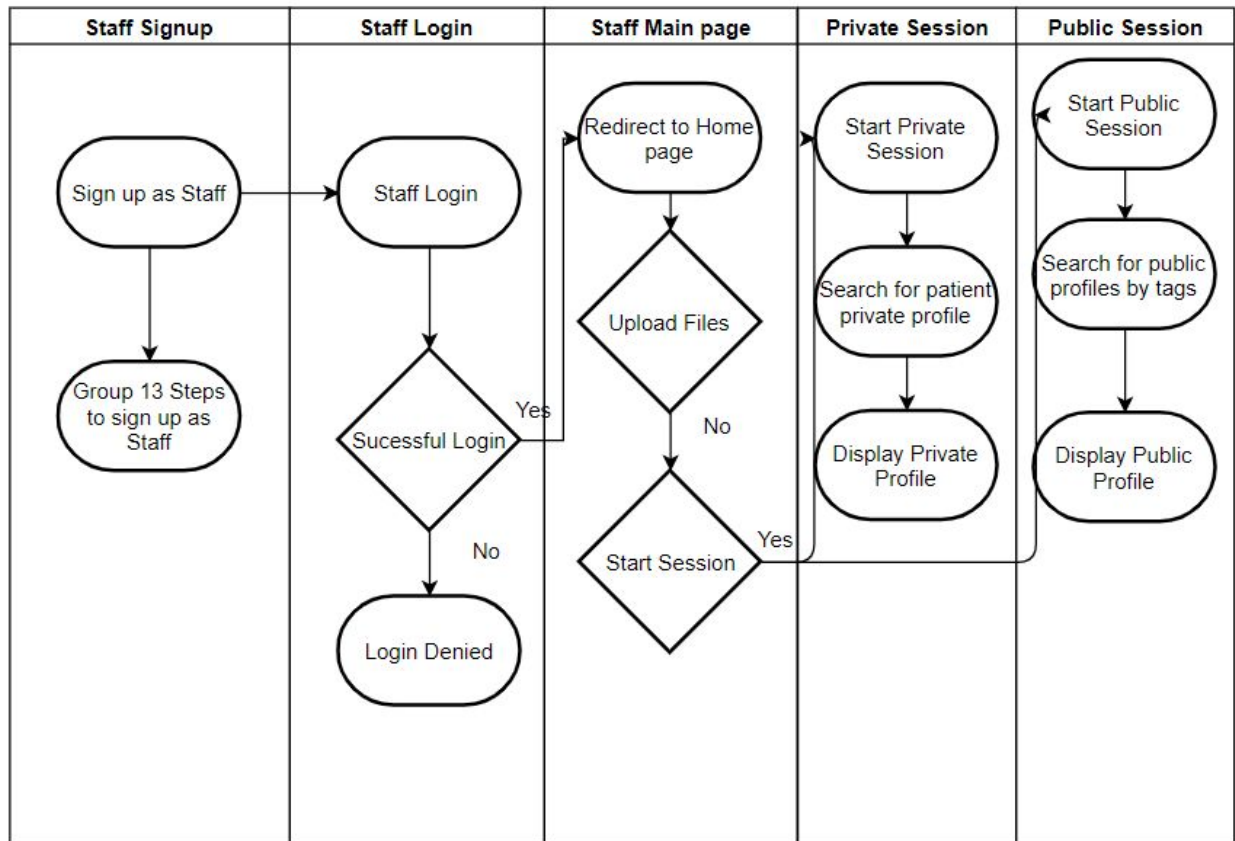 Staff Signup
Staff Login
Staff Main page
Private Session
Public Session
Sign up as Staff
Group 13 Steps
to sign up as
Staff
Staff Login
Sucessful Login
Yes
No
Login Denied
Redirect to Home
page
Upload Files
No
Start Session
Yes
Start Private
Session
Search for patient
private profile
Display Private
Profile
Start Public
Session
Search for public
profiles by tags
Display Public
Profile